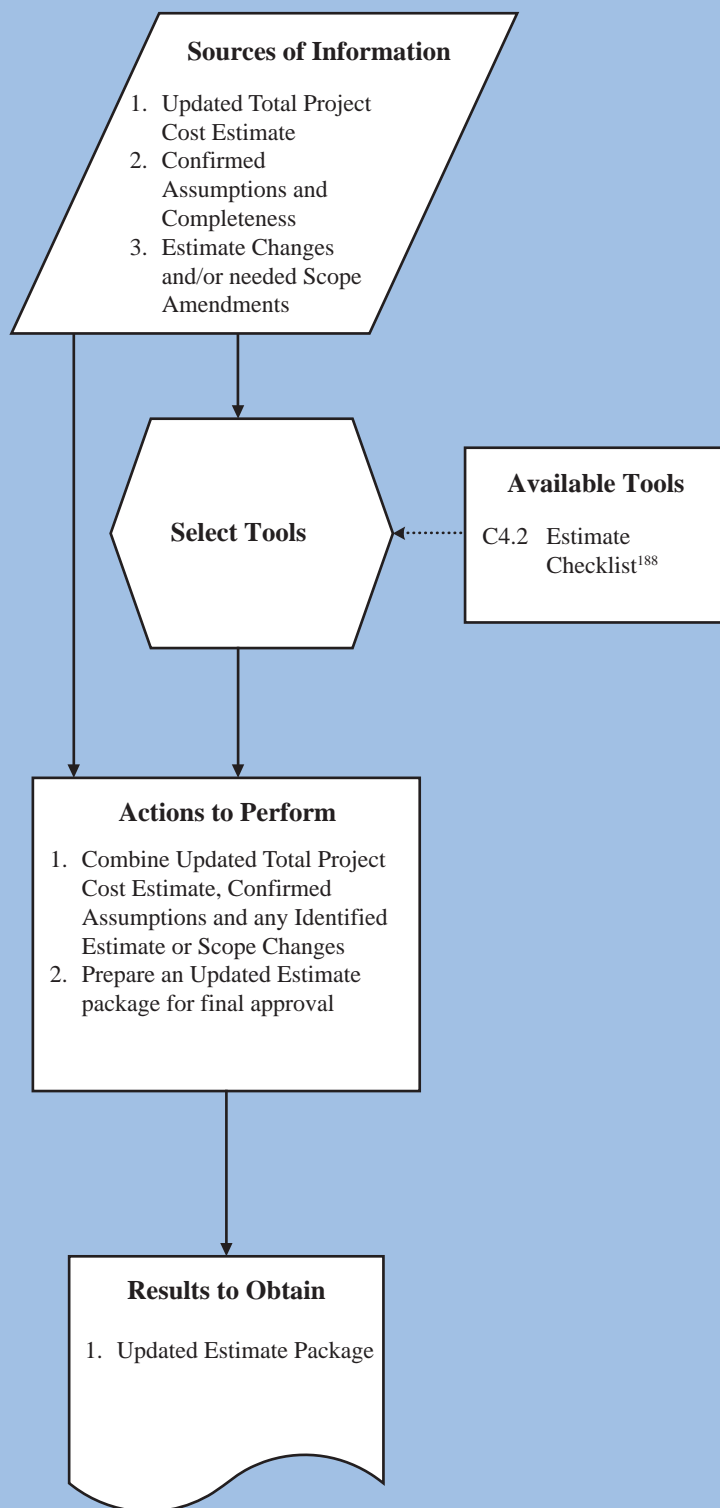 Sources of Information
1. Updated Total Project
Cost Estimate
2. Confirmed
Assumptions and
Completeness
3. Estimate Changes
and/or needed Scope
Amendments
Select Tools
Available Tools
C4.2 Estimate
Checklist¹⁸⁸
Actions to Perform
1. Combine Updated Total Project
Cost Estimate, Confirmed
Assumptions and any Identified
Estimate or Scope Changes
2. Prepare an Updated Estimate
package for final approval
Results to Obtain
1. Updated Estimate Package